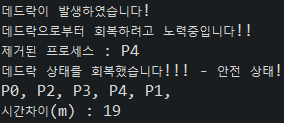 데드락이 발생하였습니다!
데드락으로부터 회복하려고 노력중입니다!!
제거된 프로세스 : P4
데드락 상태를 회복했습니다!!! - 안전 상태!
P0, P2, P3, P4, P1,
시간차이(m) : 19